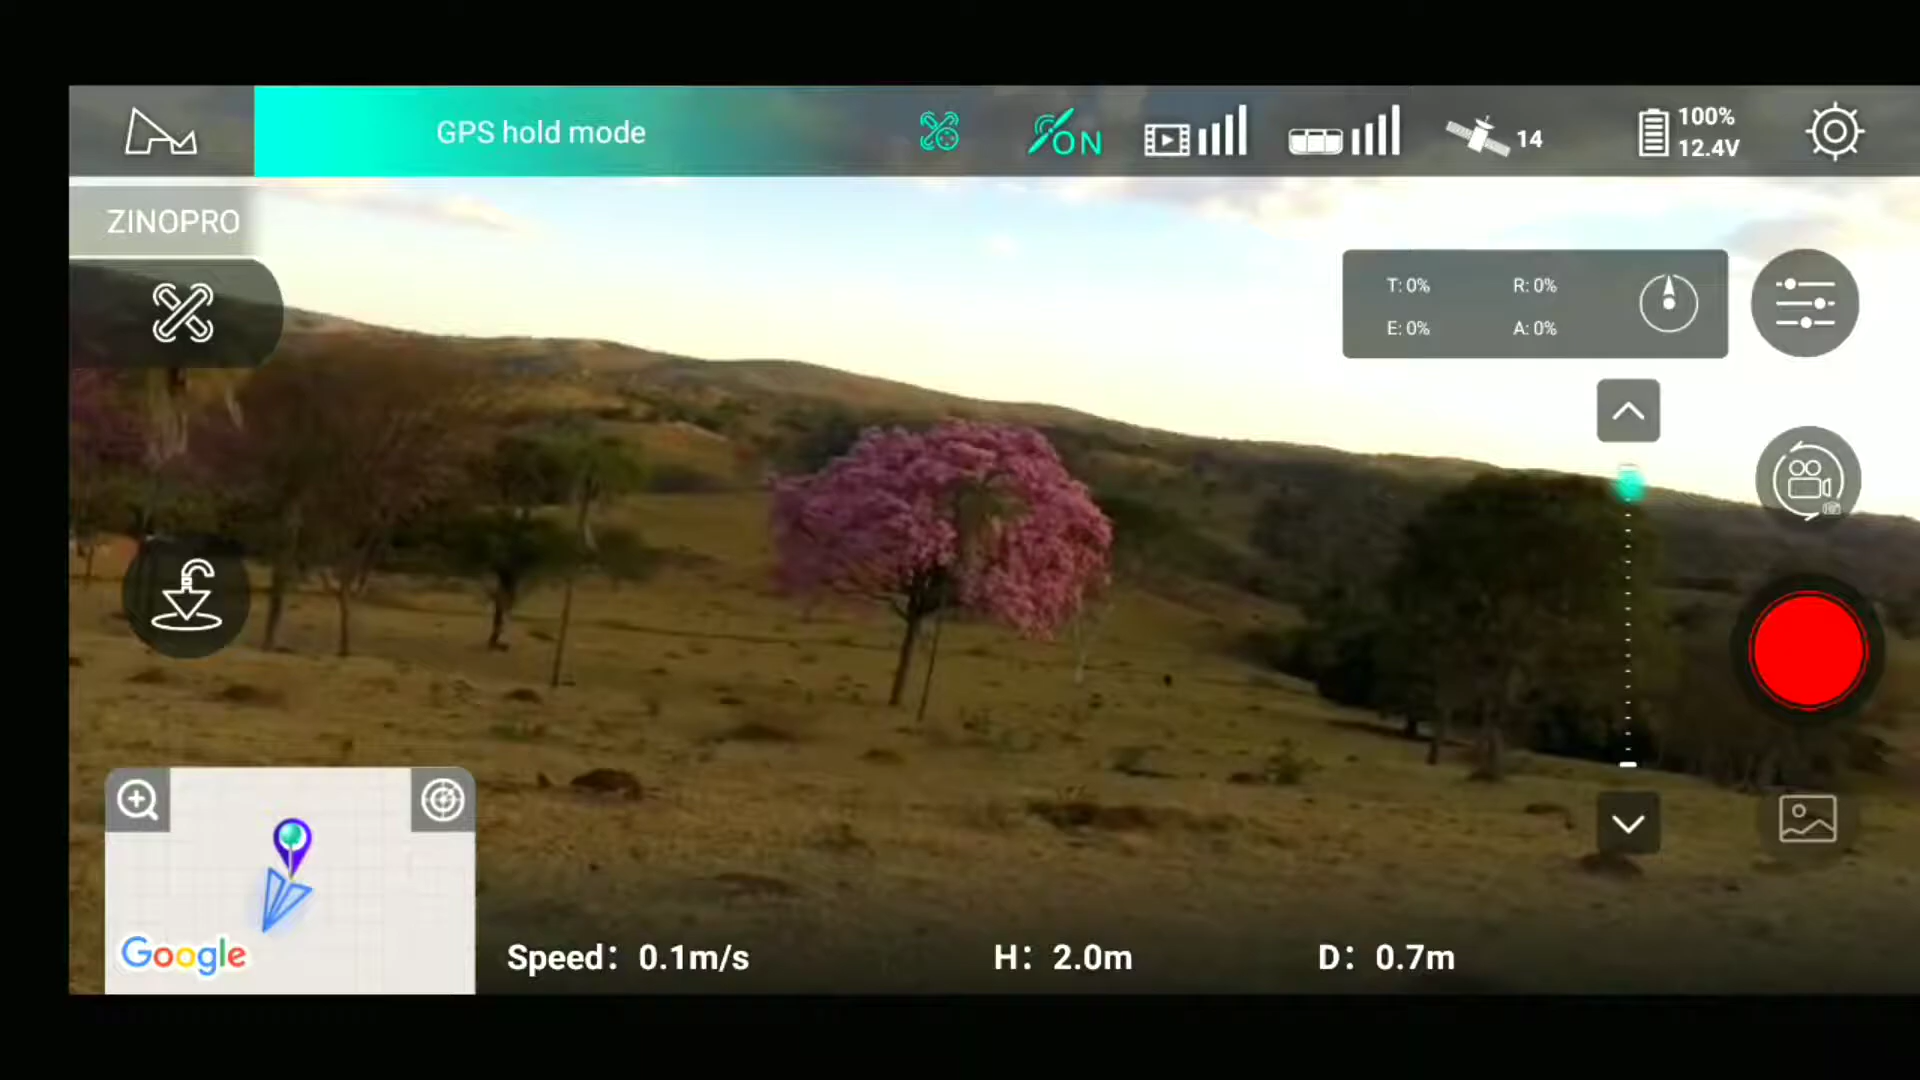 GPS hold mode
ON
14
100%
12.4V
ZINOPRO
T: 0%
R: 0%
E: 0%
A: 0%
Google
Speed: 0.1m/s
H: 2.0m
D: 0.7m